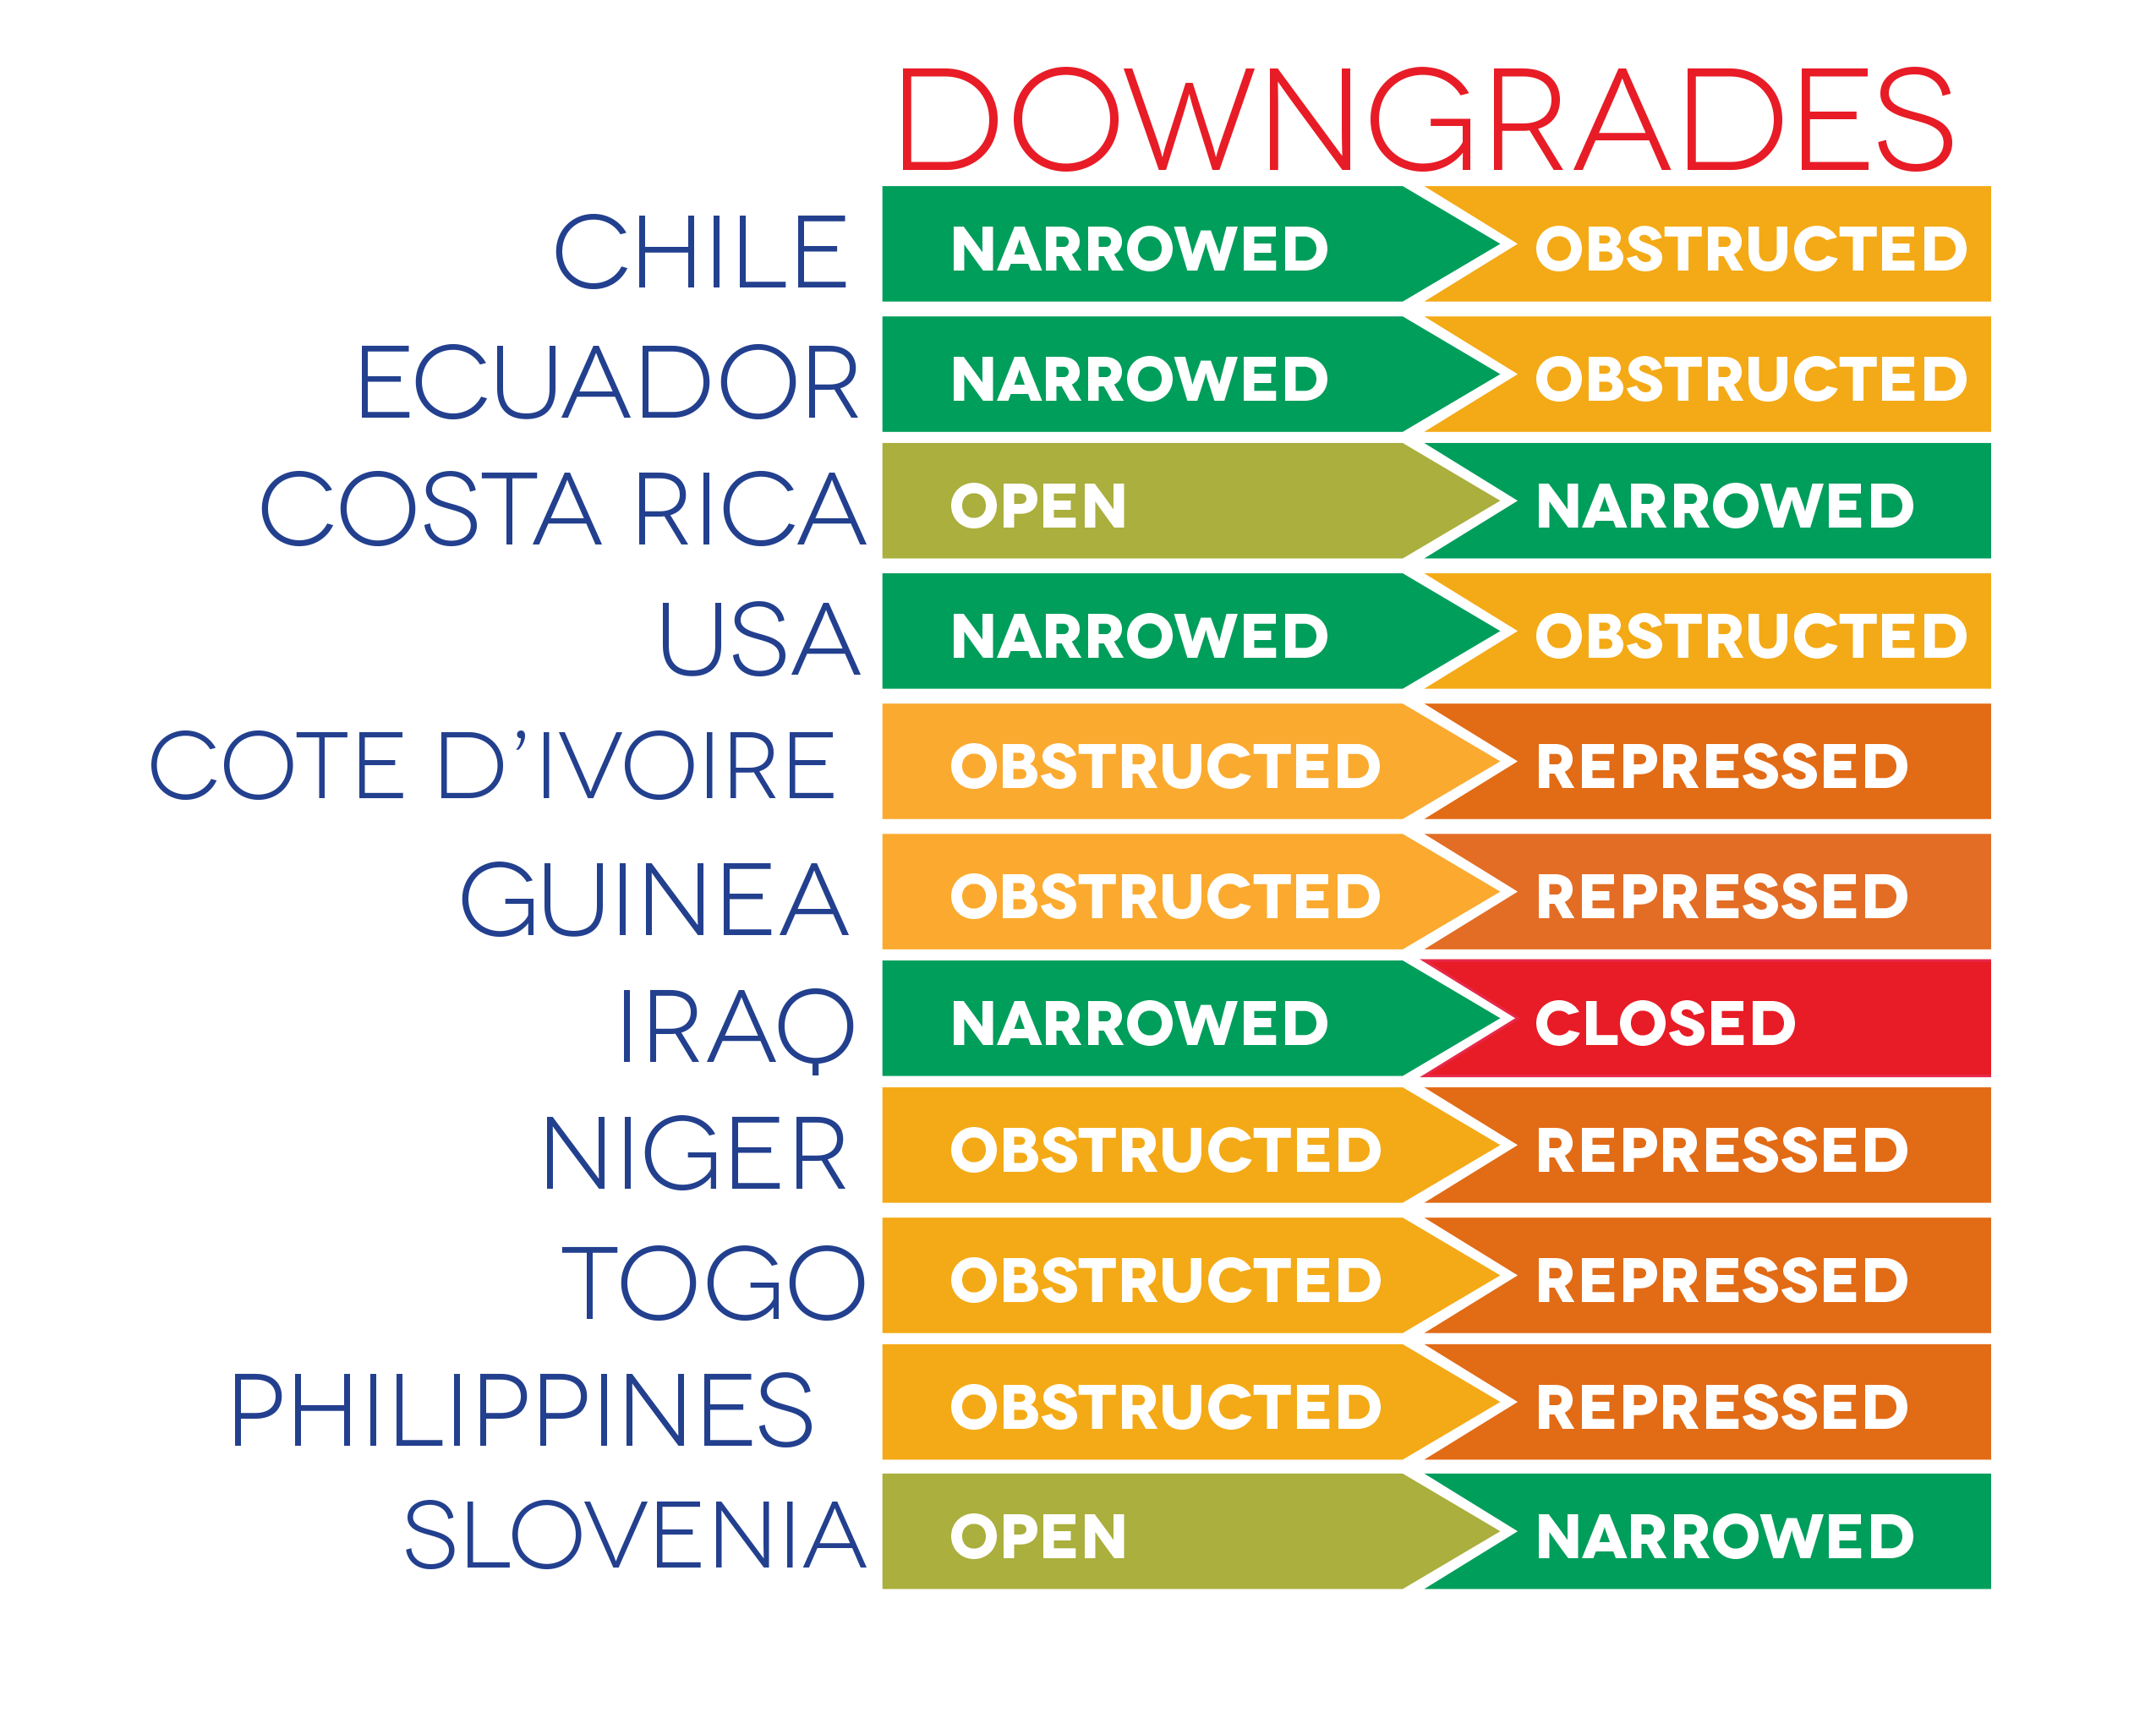 DOWNGRADES
CHILE NARROWED OBSTRUCTED
ECUADOR NARROWED OBSTRUCTED
COSTA RICA OPEN NARROWED
USA NARROWED OBSTRUCTED
COTE D’IVOIRE OBSTRUCTED REPRESSED
GUINEA OBSTRUCTED REPRESSED
IRAQ NARROWED CLOSED
NIGER OBSTRUCTED REPRESSED
TOGO OBSTRUCTED REPRESSED
PHILIPPINES OBSTRUCTED REPRESSED
SLOVENIA OPEN NARROWED